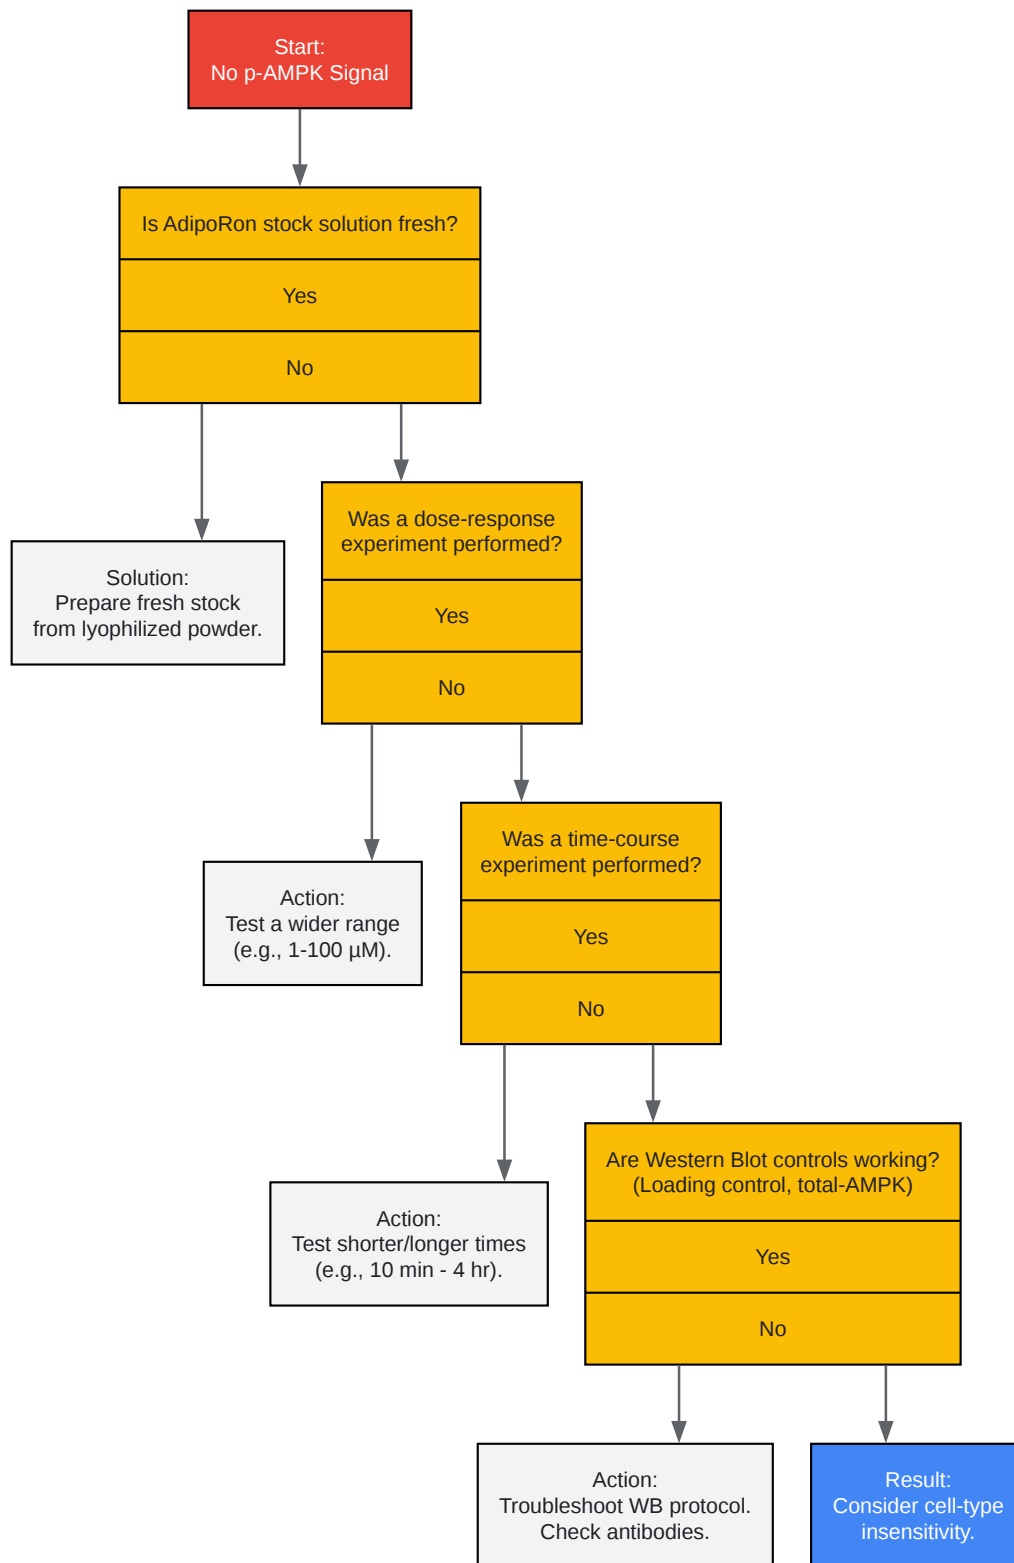 Start:
No p-AMPK Signal
Is AdipoRon stock solution fresh?
Yes
No
Was a dose-response
experiment performed?
Yes
No
Solution:
Prepare fresh stock
from lyophilized powder.
Was a time-course
experiment performed?
Yes
No
Action:
Test a wider range
(e.g., 1-100 µM).
Are Western Blot controls working?
(Loading control, total-AMPK)
Yes
No
Action:
Test shorter/longer times
(e.g., 10 min - 4 hr).
Action:
Troubleshoot WB protocol.
Check antibodies.
Result:
Consider cell-type
insensitivity.